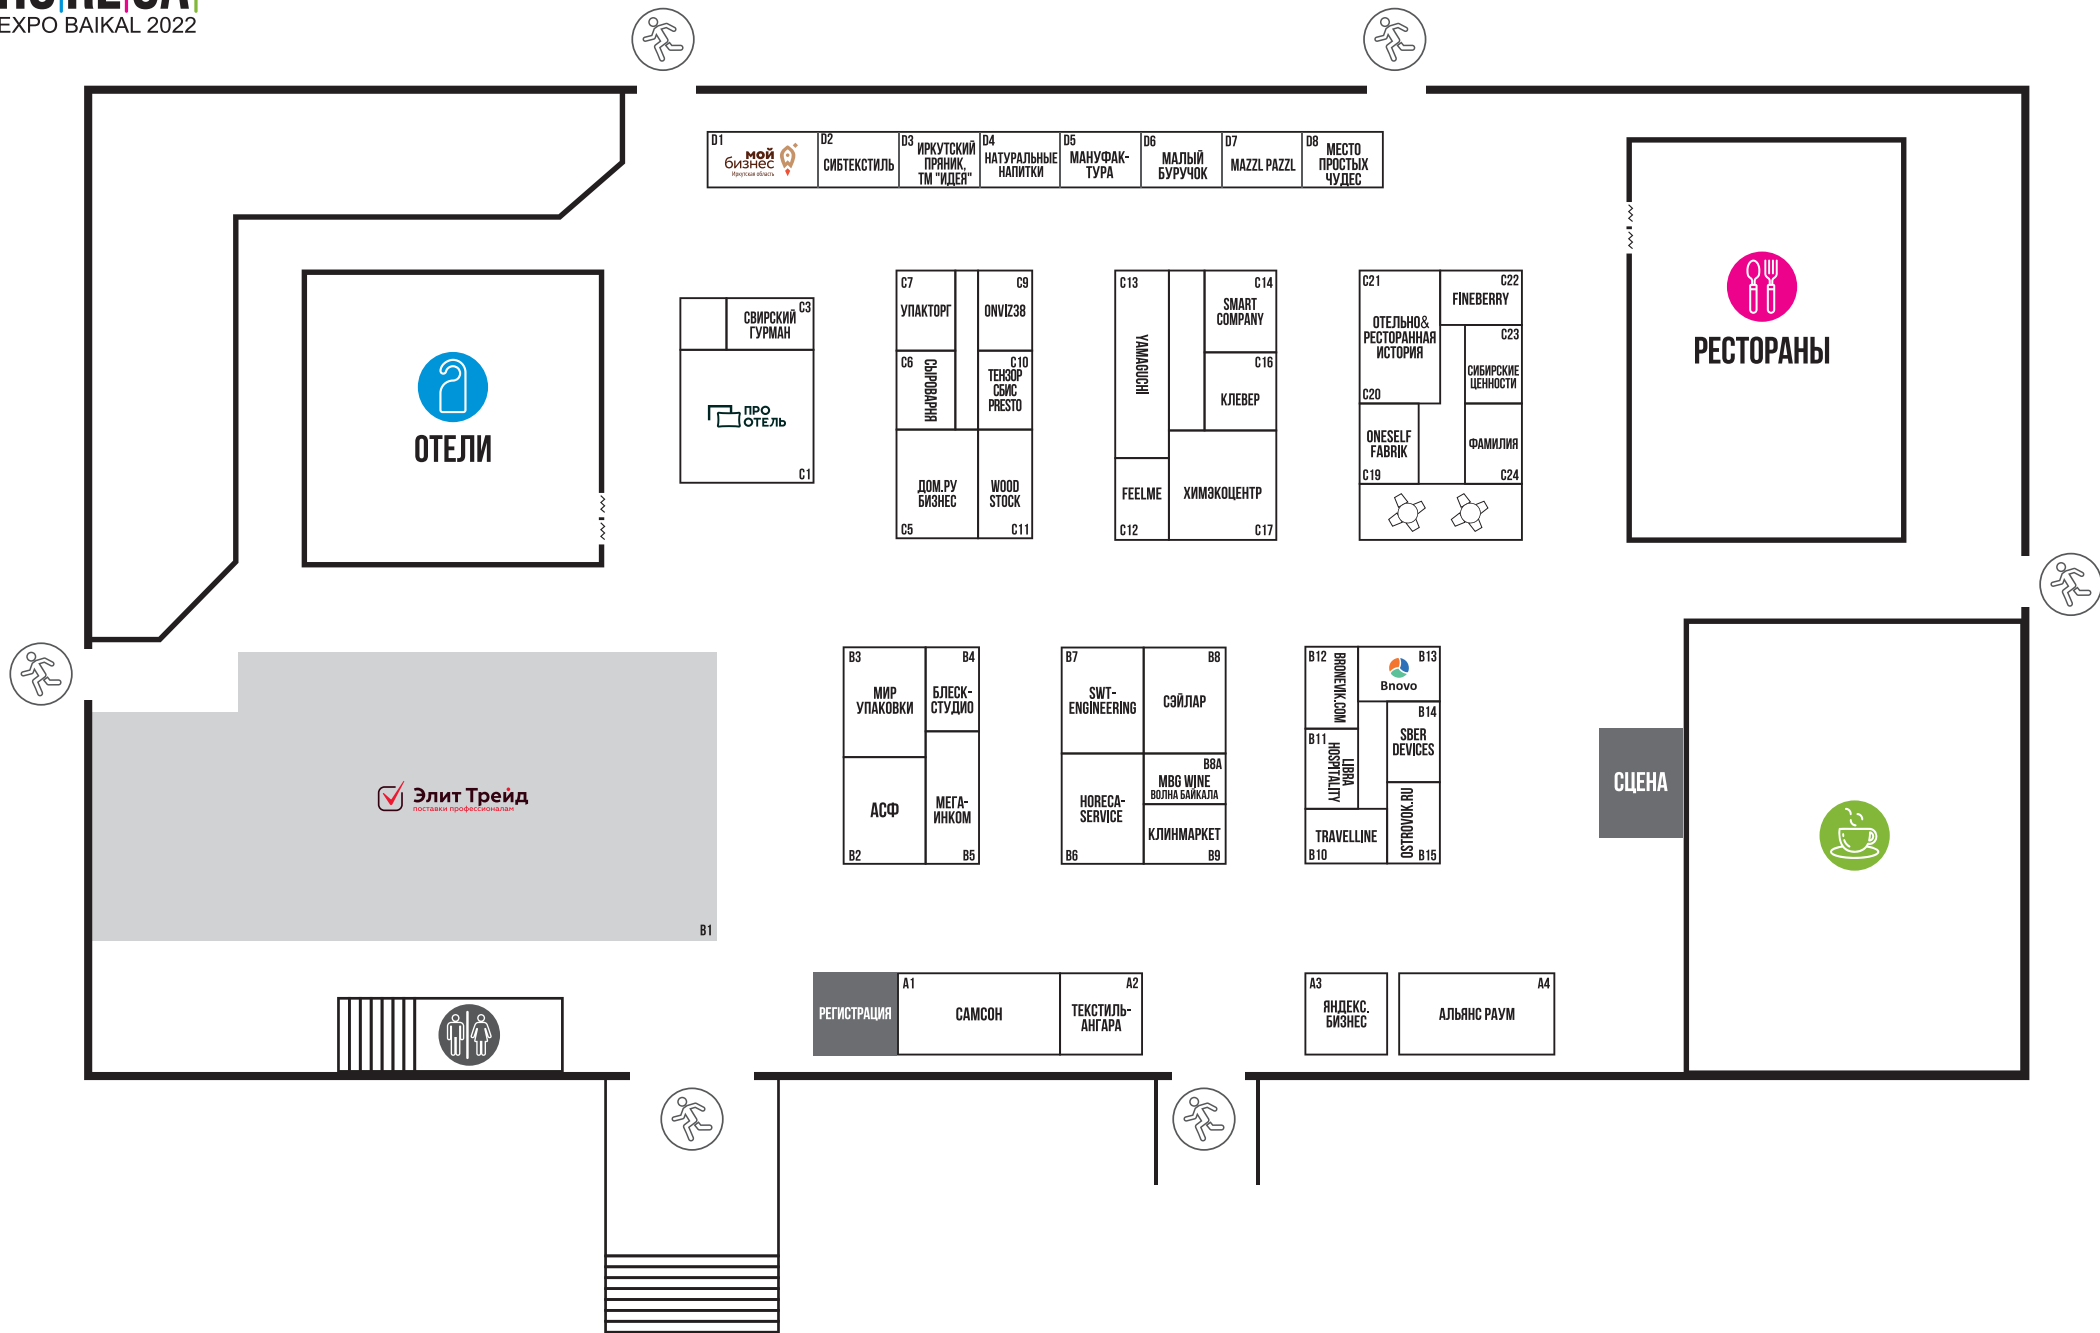 HO|RE|CA|
EXPO BAIKAL 2022
D1
мой
бизнес
Иркутская область
D2
СИБТЕКСТИЛЬ
D3
ИРКУТСКИЙ
ПРЯНИК,
ТМ "ИДЕЯ"
D4
НАТУРАЛЬНЫЕ
НАПИТКИ
D5
МАНУФАК-
ТУРА
D6
МАЛЫЙ
БУРУЧОК
D7
MAZZL PAZZL
D8
МЕСТО
ПРОСТЫХ
ЧУДЕС
ОТЕЛИ
C3
СВИРСКИЙ
ГУРМАН
ПРО
ОТЕЛЬ
C1
C7
УПАКТОРГ
C9
ONVIZ38
C6
СЫРОВАРНЯ
C10
ТЕНЗОР
СБИС
PRESTO
ДОМ.РУ
БИЗНЕС
C5
WOOD
STOCK
C11
C13
YAMAGUCHI
C14
SMART
COMPANY
C16
КЛЕВЕР
FEELME
C12
ХИМЭКОЦЕНТР
C17
C21
ОТЕЛЬНО&
РЕСТОРАННАЯ
ИСТОРИЯ
C20
C22
FINEBERRY
C23
СИБИРСКИЕ
ЦЕННОСТИ
ONESELF
FABRIK
C19
ФАМИЛИЯ
C24
РЕСТОРАНЫ
Элит Трейд
поставки профессионалам
B1
B3
МИР
УПАКОВКИ
B4
БЛЕСК-
СТУДИО
АСФ
B2
МЕГА-
ИНКОМ
B5
B7
SWT-
ENGINEERING
B8
СЭЙЛАР
HORECA-
SERVICE
B6
B8A
MBG WINE
ВОЛНА БАЙКАЛА
КЛИНМАРКЕТ
B9
B12
BRONEVIK.COM
B13
Bnovo
B11
LIBRA
HOSPITALITY
B14
SBER
DEVICES
TRAVELLINE
B10
OSTROVOK.RU
B15
СЦЕНА
РЕГИСТРАЦИЯ
A1
САМСОН
A2
ТЕКСТИЛЬ-
АНГАРА
A3
ЯНДЕКС.
БИЗНЕС
A4
АЛЬЯНС РАУМ